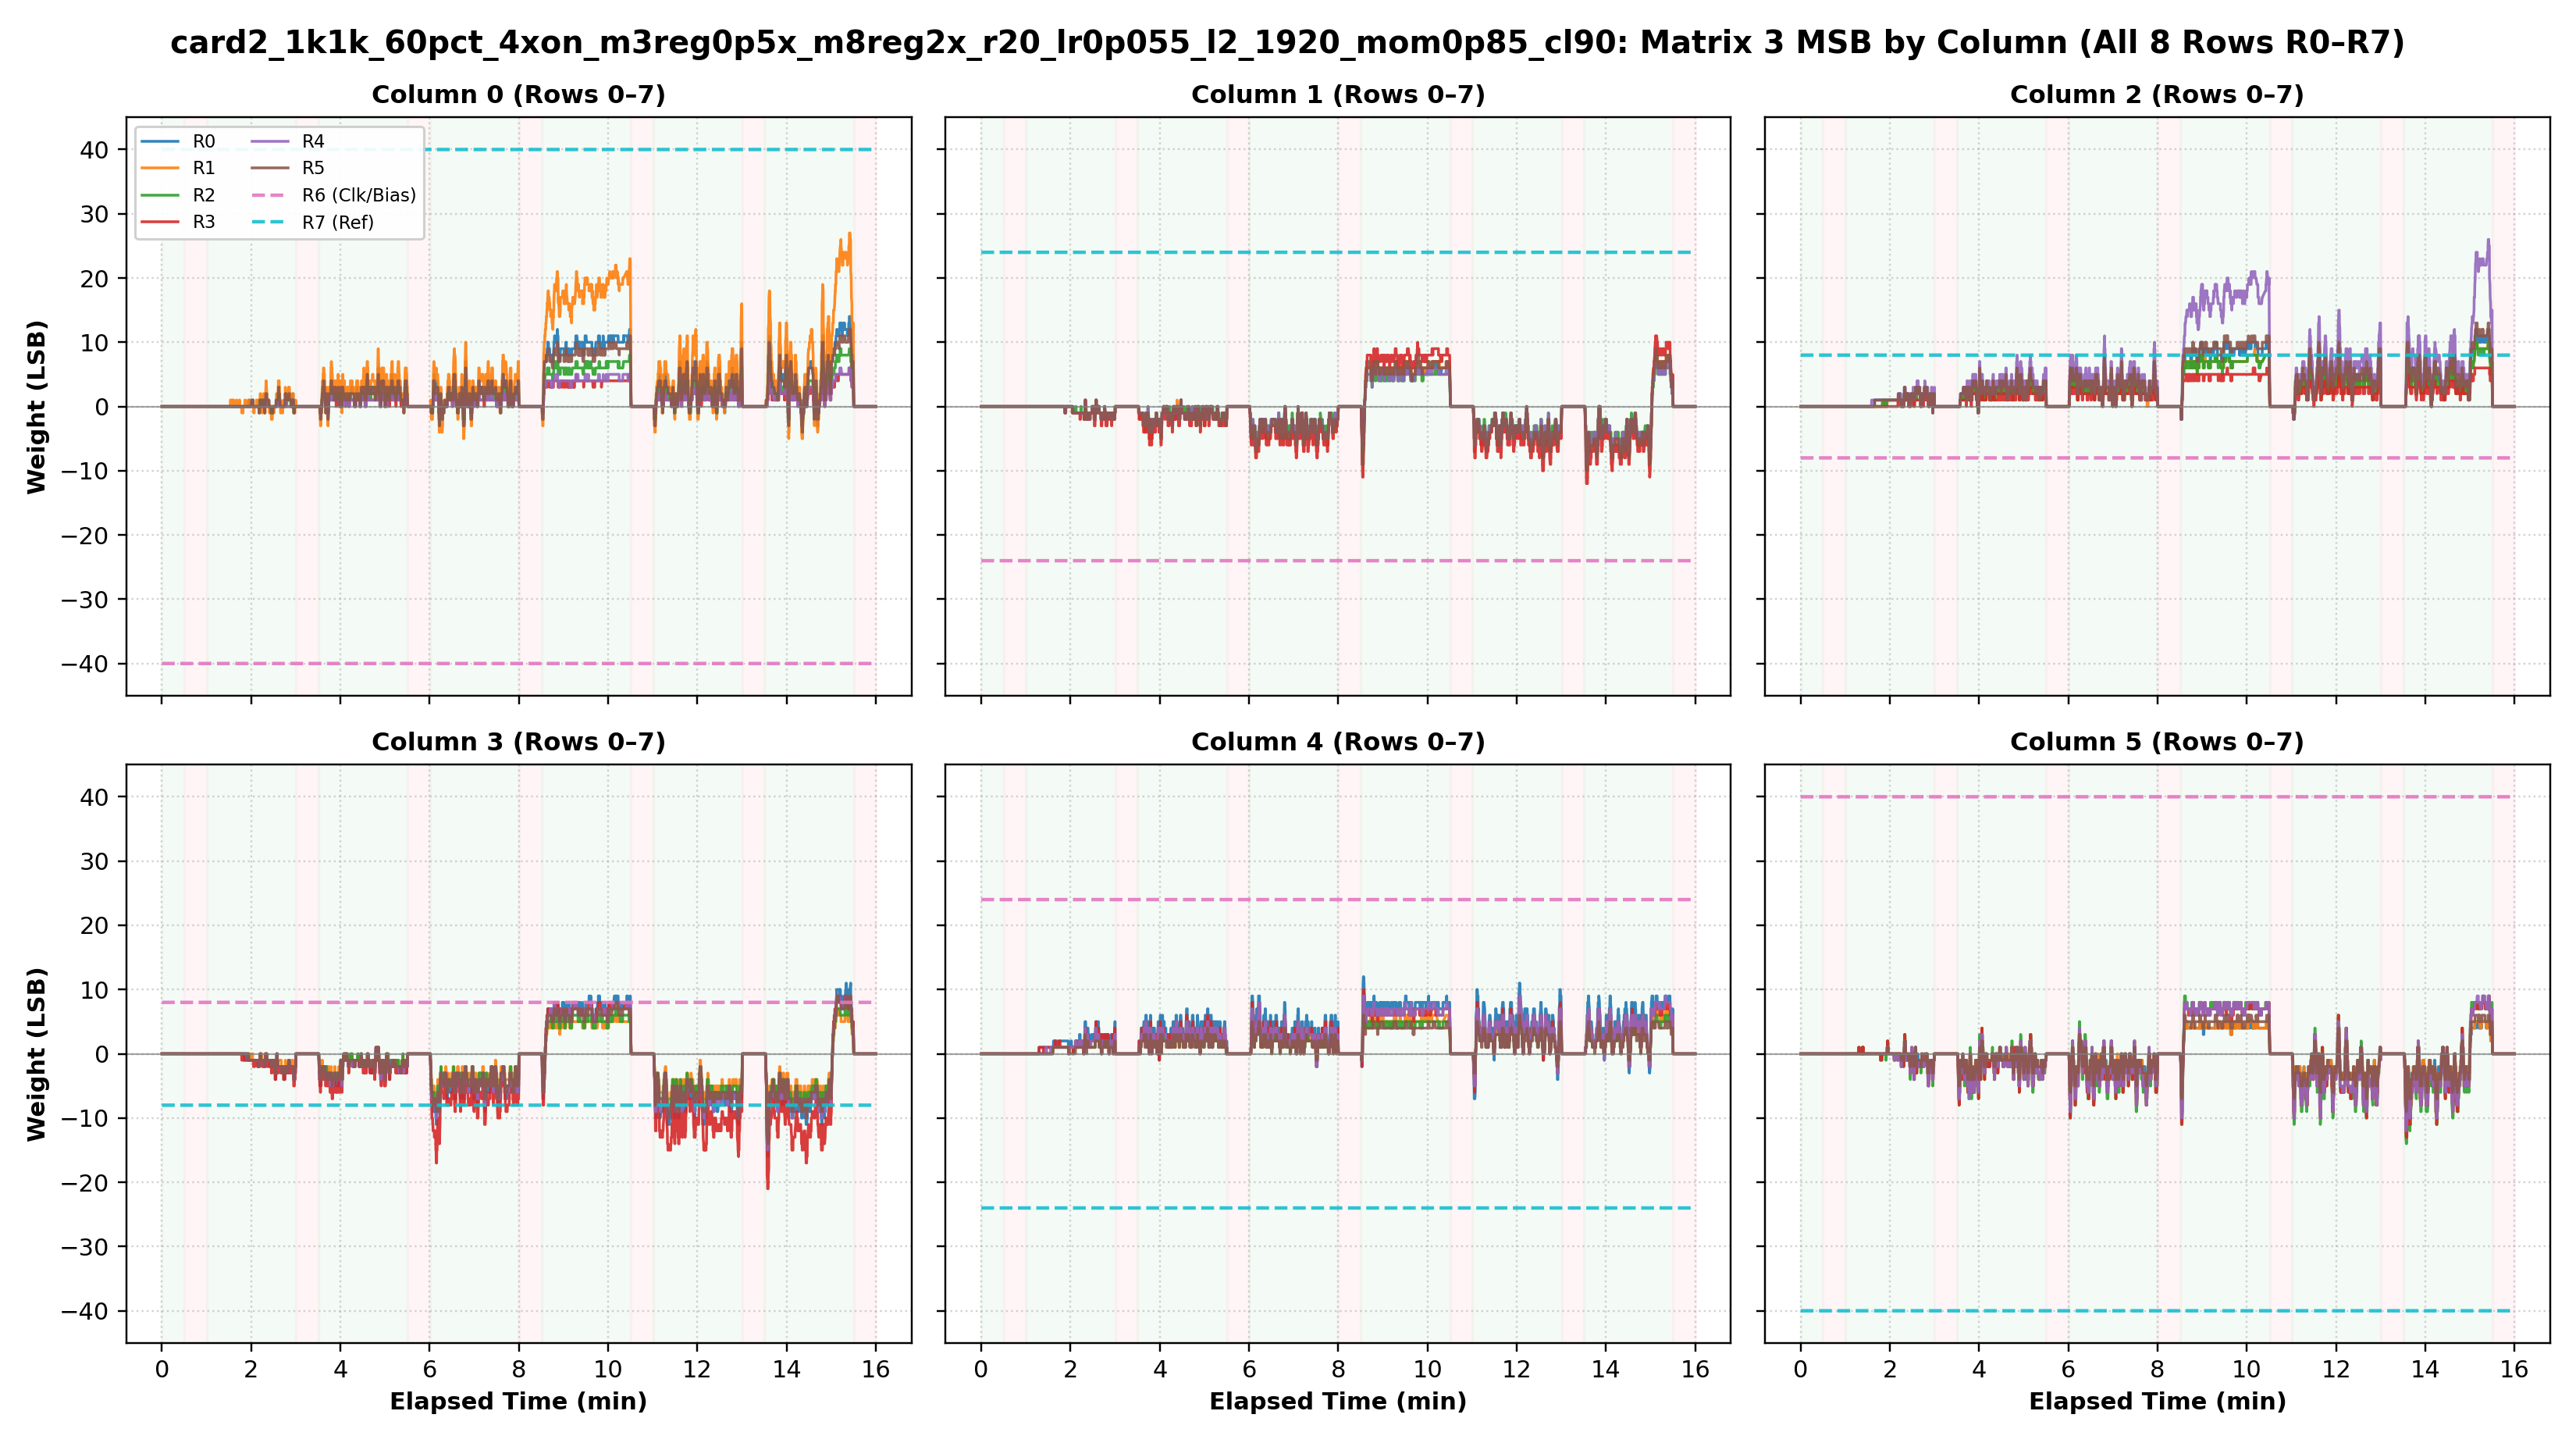 card2_1k1k_60pct_4xon_m3reg0p5x_m8reg2x_r20_lr0p055_l2_1920_mom0p85_cl90: Matrix 3 MSB by Column (All 8 Rows R0–R7)
Column 0 (Rows 0–7)
Column 1 (Rows 0–7)
Column 2 (Rows 0–7)
R0
R1
R2
R3
R4
R5
R6 (Clk/Bias)
R7 (Ref)
Weight (LSB)
40
30
20
10
0
−10
−20
−30
−40
Column 3 (Rows 0–7)
Column 4 (Rows 0–7)
Column 5 (Rows 0–7)
Weight (LSB)
40
30
20
10
0
−10
−20
−30
−40
0 2 4 6 8 10 12 14 16
0 2 4 6 8 10 12 14 16
0 2 4 6 8 10 12 14 16
Elapsed Time (min)
Elapsed Time (min)
Elapsed Time (min)